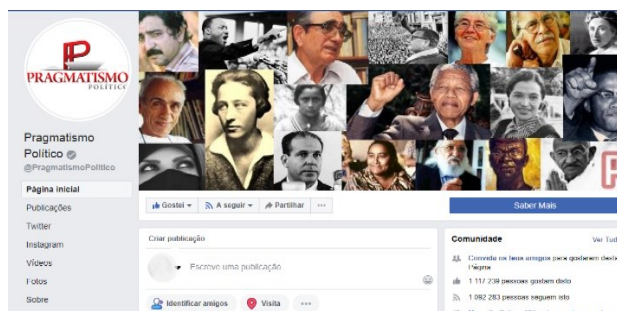 PRAGMATISMO
POLÍTICO
Pragmatismo
Político
@PragmatismoPolitico
Página inicial
Publicações
Twitter
Instagram
Vídeos
Fotos
Sobre
Gostei
A seguir
Partilhar
Saber Mais
Criar publicação
Escreve uma publicação...
Identificar amigos
Visita
Comunidade
Ver Tud
Convida os teus amigos para gostarem desta
Página
1 117 239 pessoas gostam disto
1 092 283 pessoas seguem isto